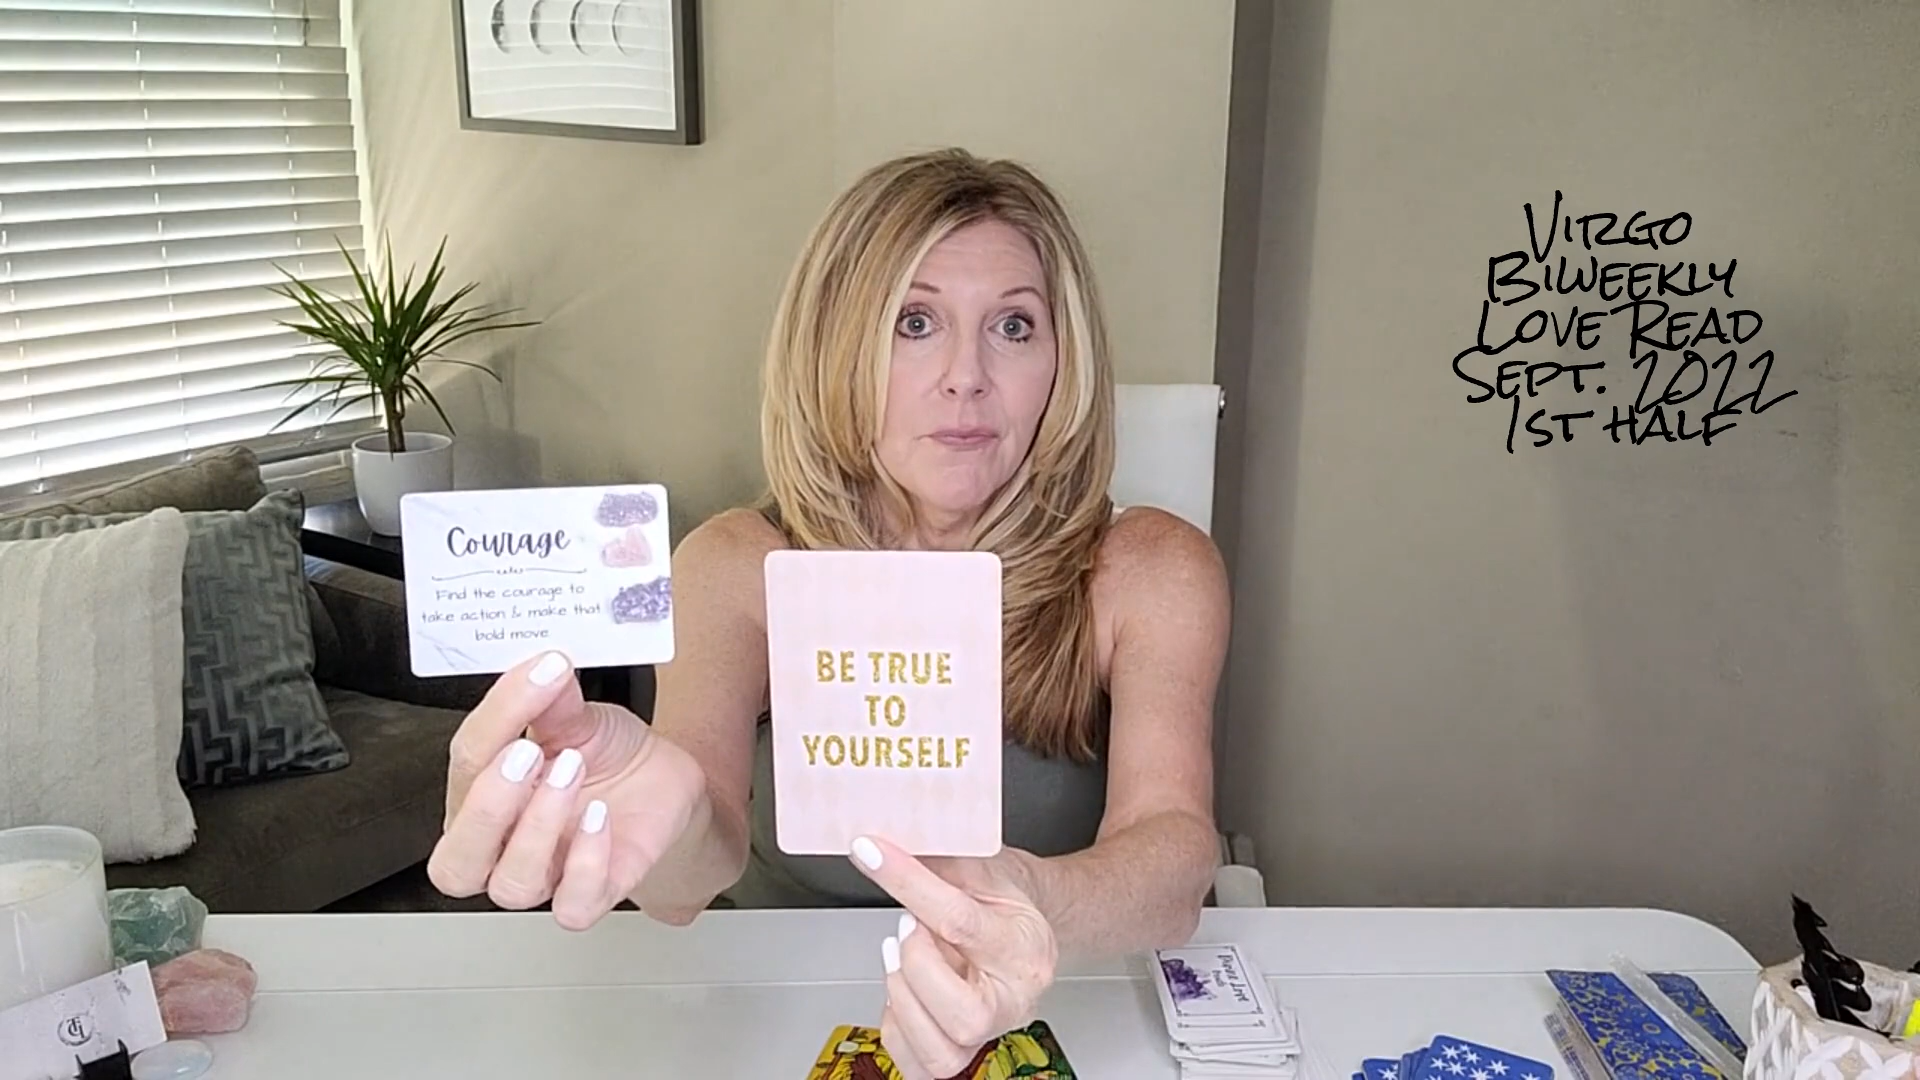 Courage
Find the courage to
take action & make that
bold move
BE TRUE
TO
YOURSELF
VIRGO
BIWEEKLY
LOVE READ
SEPT. 2022
1ST HALF